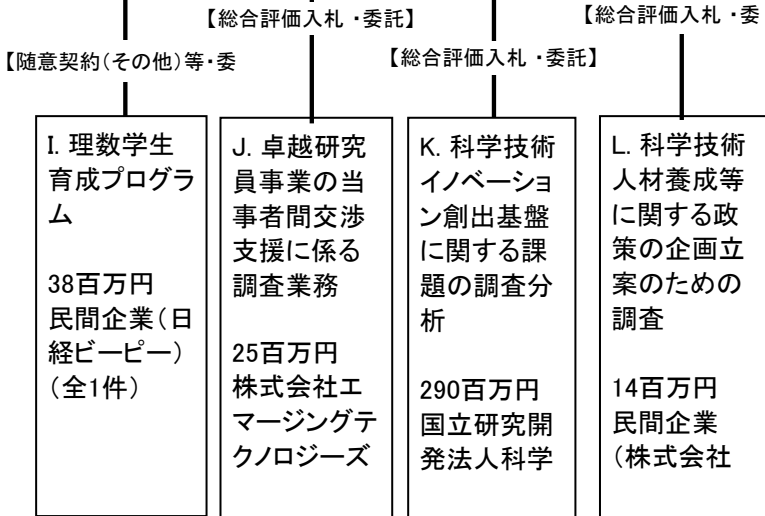 【随意契約(その他)等・委
I. 理数学生
育成プログラ
ム
38百万円
民間企業(日
経ビーピー)
(全1件)
【総合評価入札・委託】
J. 卓越研究
員事業の当
事者間交渉
支援に係る
調査業務
25百万円
株式会社エ
マージングテ
クノロジーズ
【総合評価入札・委託】
K. 科学技術
イノベーショ
ン創出基盤
に関する課
題の調査分
析
290百万円
国立研究開
発法人科学
【総合評価入札・委
L. 科学技術
人材養成等
に関する政
策の企画立
案のための
調査
14百万円
民間企業
(株式会社